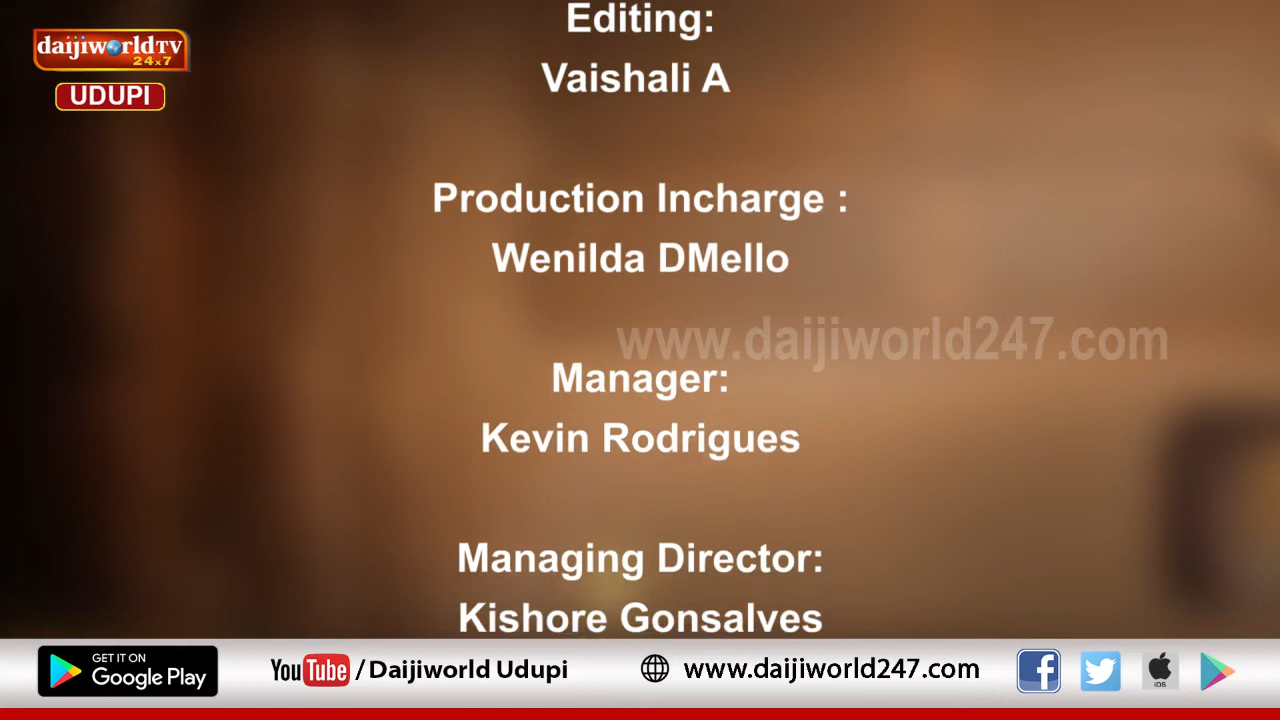 Editing:
daijiworldTV
24x7
UDUPI
Vaishali A
Production Incharge :
Wenilda DMello
www.daijiworld247.com
Manager:
Kevin Rodrigues
Managing Director:
Kishore Gonsalves
GET IT ON
Google Play
YouTube / Daijiworld Udupi
www.daijiworld247.com
f
iOS